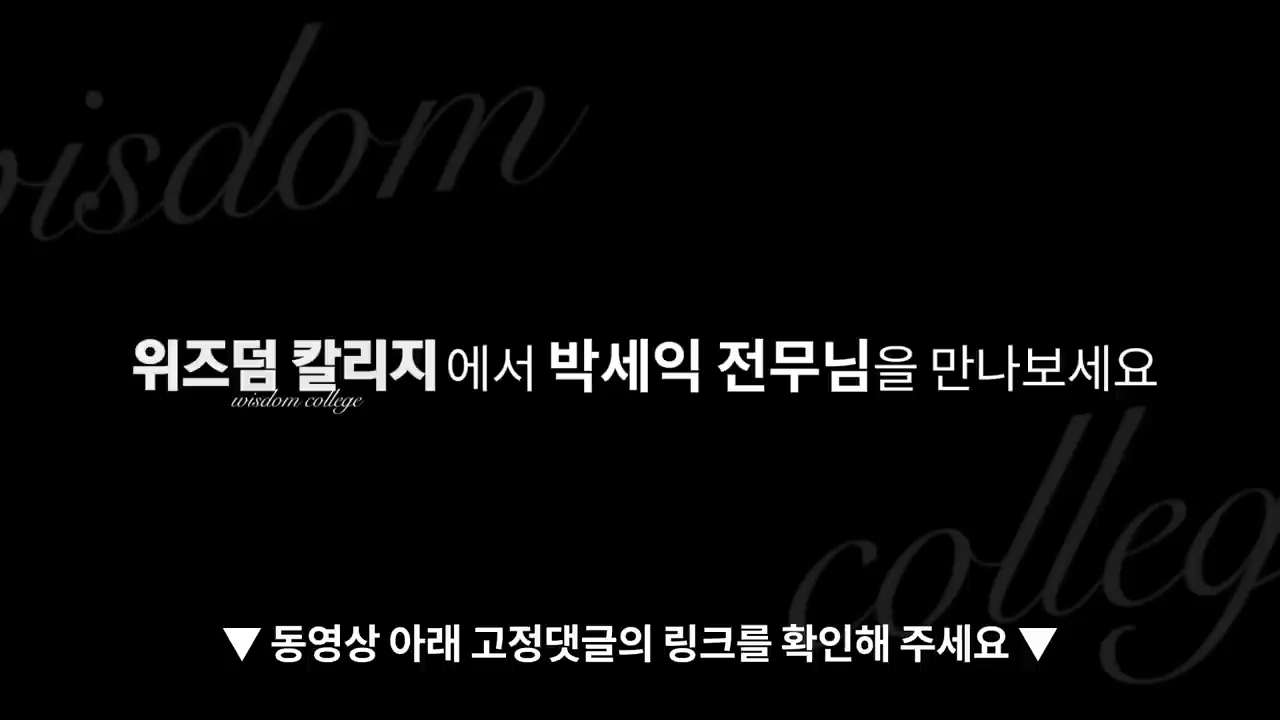 wisdom
위즈덤 칼리지에서 박세익 전무님을 만나보세요
wisdom college
colleg
▼ 동영상 아래 고정댓글의 링크를 확인해 주세요 ▼